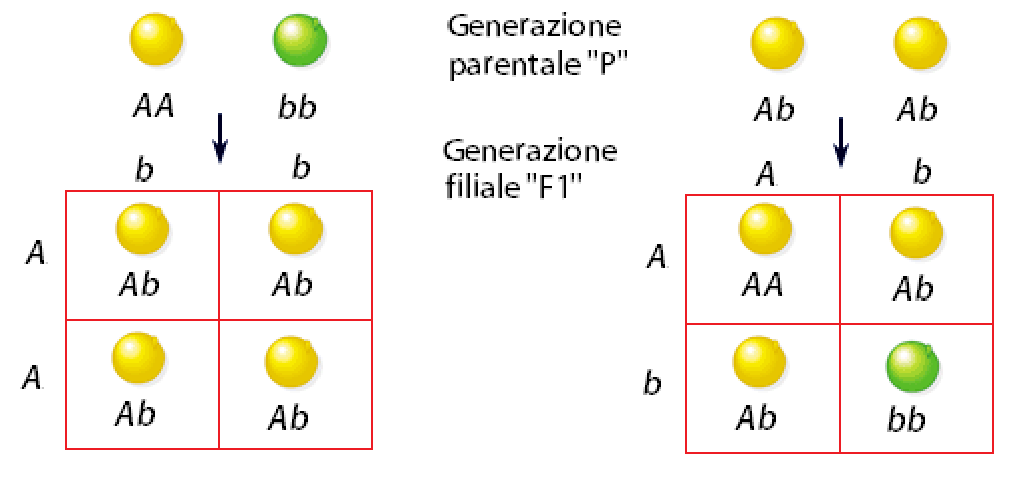 Generazione
parentale "P"
AA bb
Ab Ab
Generazione
filiale "F1"
b b
A b
A
Ab Ab
A
Ab Ab
A
AA Ab
b
Ab bb